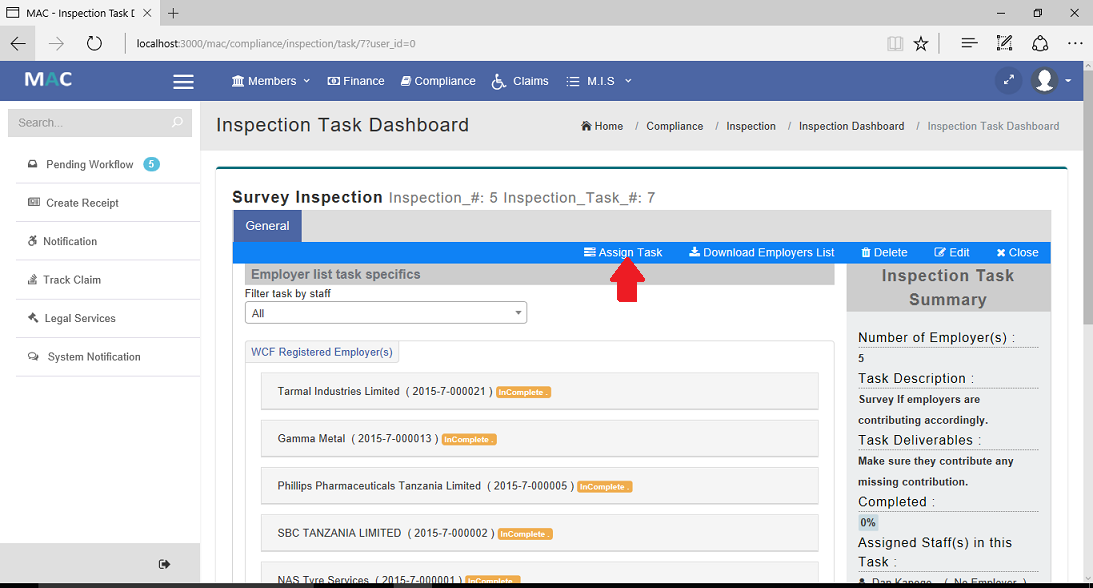 MAC - Inspection Task D
localhost:3000/mac/compliance/inspection/task/7?user_id=0
MAC
Members
Finance
Compliance
Claims
M.I.S
Search...
Inspection Task Dashboard
Home / Compliance / Inspection / Inspection Dashboard / Inspection Task Dashboard
Pending Workflow 5
Create Receipt
Notification
Track Claim
Legal Services
System Notification
Survey Inspection Inspection_#: 5 Inspection_Task_#: 7
General
Assign Task
Download Employers List
Delete
Edit
Close
Employer list task specifics
Filter task by staff
All
WCF Registered Employer(s)
Tarmal Industries Limited ( 2015-7-000021 ) InComplete .
Gamma Metal ( 2015-7-000013 ) InComplete .
Phillips Pharmaceuticals Tanzania Limited ( 2015-7-000005 ) InComplete .
SBC TANZANIA LIMITED ( 2015-7-000002 ) InComplete .
NAS Tyre Services ( 2015-7-000001 ) InComplete .
Inspection Task
Summary
Number of Employer(s) :
5
Task Description :
Survey If employers are
contributing accordingly.
Task Deliverables :
Make sure they contribute any
missing contribution.
Completed :
0%
Assigned Staff(s) in this
Task :
Dan Kapego ( No Employer )